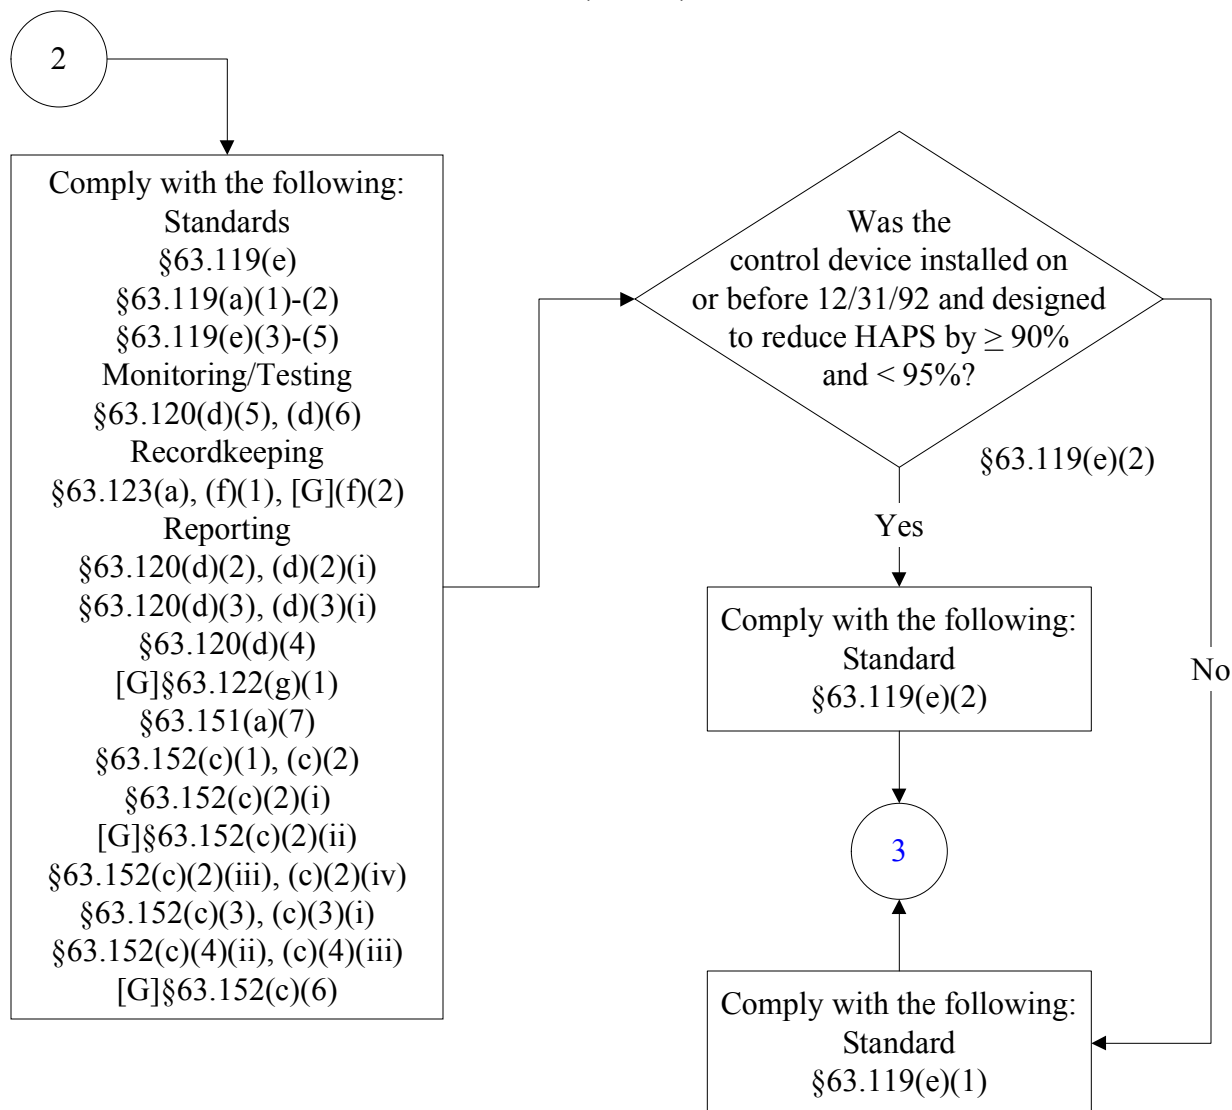 2
Comply with the following:
Standards
§63.119(e)
§63.119(a)(1)-(2)
§63.119(e)(3)-(5)
Monitoring/Testing
§63.120(d)(5), (d)(6)
Recordkeeping
§63.123(a), (f)(1), [G](f)(2)
Reporting
§63.120(d)(2), (d)(2)(i)
§63.120(d)(3), (d)(3)(i)
§63.120(d)(4)
[G]§63.122(g)(1)
§63.151(a)(7)
§63.152(c)(1), (c)(2)
§63.152(c)(2)(i)
[G]§63.152(c)(2)(ii)
§63.152(c)(2)(iii), (c)(2)(iv)
§63.152(c)(3), (c)(3)(i)
§63.152(c)(4)(ii), (c)(4)(iii)
[G]§63.152(c)(6)
Was the
control device installed on
or before 12/31/92 and designed
to reduce HAPS by ≥ 90%
and < 95%?
§63.119(e)(2)
Yes
Comply with the following:
Standard
§63.119(e)(2)
No
3
Comply with the following:
Standard
§63.119(e)(1)